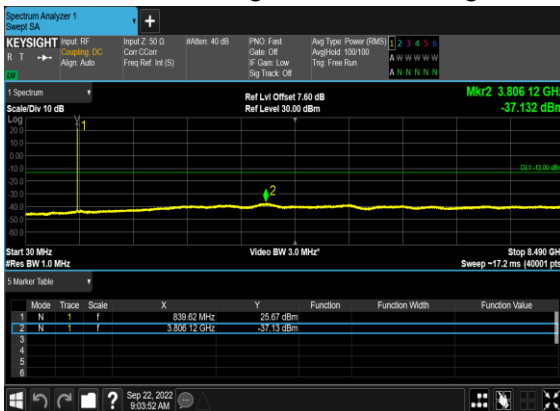 Spectrum Analyzer 1
Swept SA
+
KEYSIGHT Input: RF Input Z: 50 Ω #Atten: 40 dB PNO: Fast Avg Type: Power (RMS) 1 2 3 4 5 6
R T Coupling: DC Corr CCorr Gate: Off Avg|Hold: 100/100 A W W W W W
Align: Auto Freq Ref: Int (S) IF Gain: Low Trig: Free Run
Sig Track: Off A N N N N N
1 Spectrum Ref Lvl Offset 7.60 dB Mkr2 3.806 12 GHz
Scale/Div 10 dB Ref Level 30.00 dBm -37.132 dBm
Log
20.0
1
10.0
0.00
-10.0
DL1 -13.00 dBm
-20.0
-30.0
2
-40.0
-50.0
-60.0
Start 30 MHz Video BW 3.0 MHz* Stop 8.490 GHz
#Res BW 1.0 MHz Sweep ~17.2 ms (40001 pts
5 Marker Table
Mode Trace Scale X Y Function Function Width Function Value
1 N 1 f 839.62 MHz 25.67 dBm
2 N 1 f 3.806 12 GHz -37.13 dBm
3
4
5
6
? Sep 22, 2022
9:03:52 AM